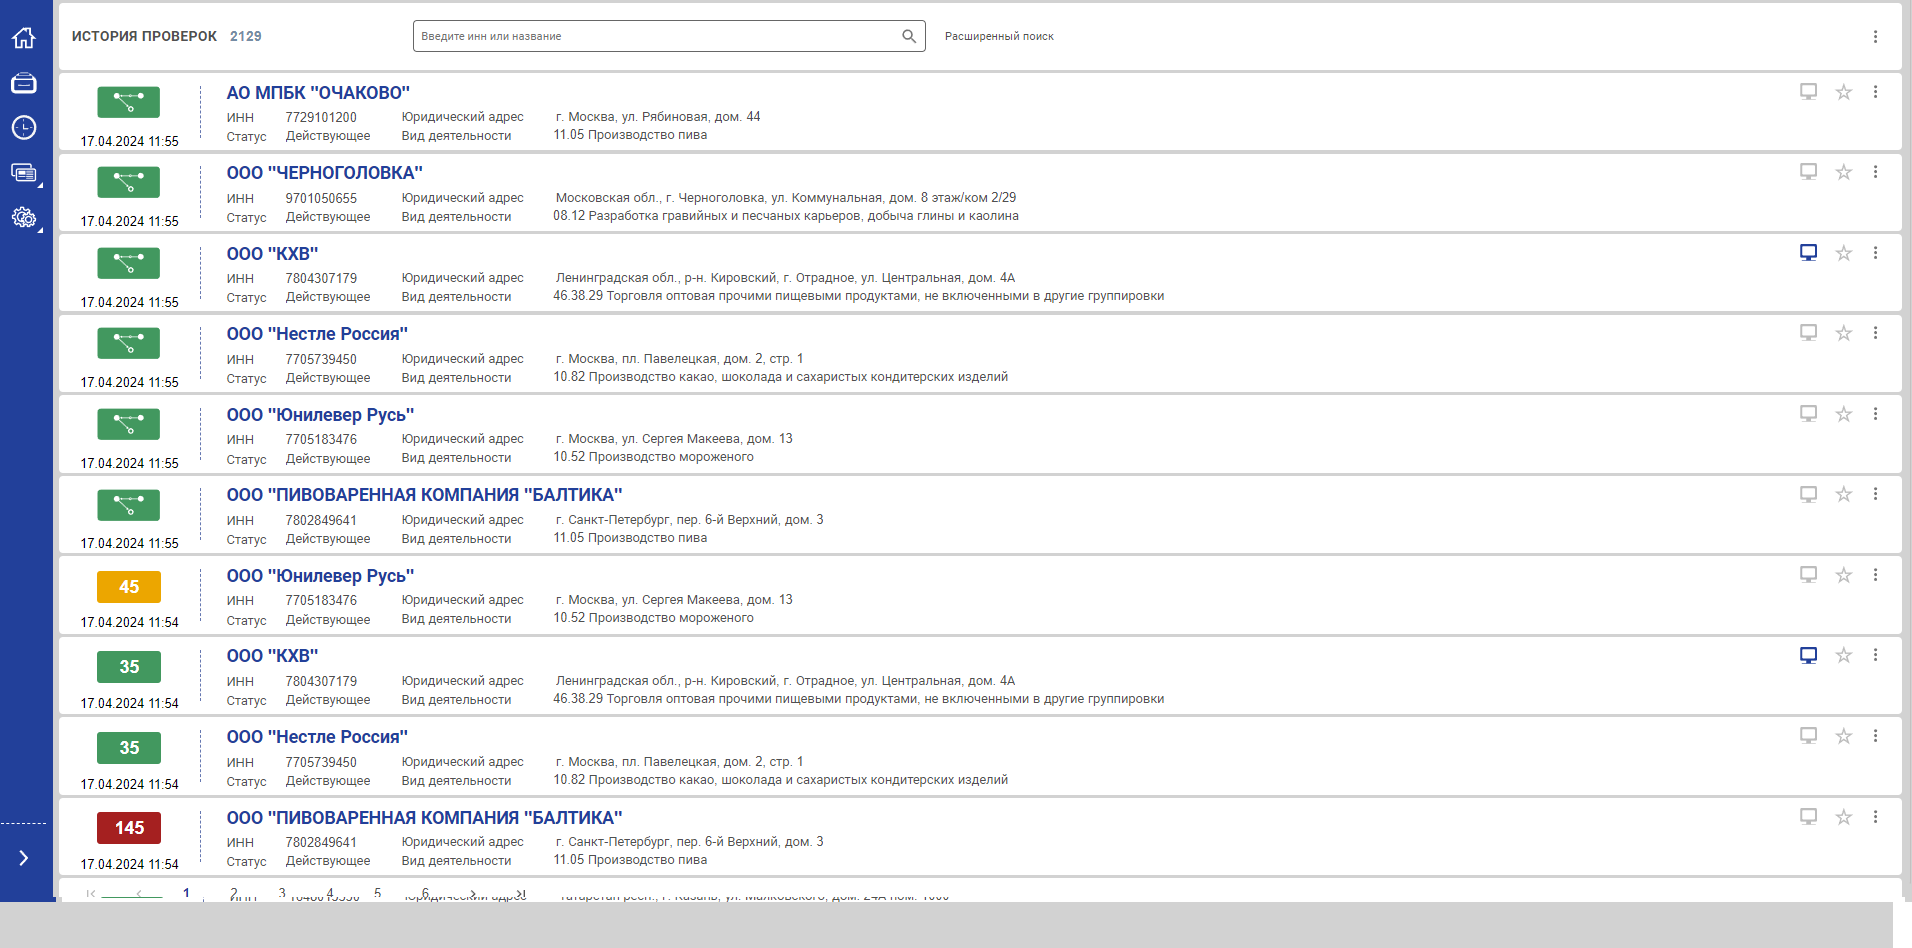 ИСТОРИЯ ПРОВЕРОК 2129
Введите инн или название
Расширенный поиск
АО МПБК "ОЧАКОВО"
ИНН 7729101200 Юридический адрес г. Москва, ул. Рябиновая, дом. 44
Статус Действующее Вид деятельности 11.05 Производство пива
17.04.2024 11:55
ООО "ЧЕРНОГОЛОВКА"
ИНН 9701050655 Юридический адрес Московская обл., г. Черноголовка, ул. Коммунальная, дом. 8 этаж/ком 2/29
Статус Действующее Вид деятельности 08.12 Разработка гравийных и песчаных карьеров, добыча глины и каолина
17.04.2024 11:55
ООО "КХВ"
ИНН 7804307179 Юридический адрес Ленинградская обл., р-н. Кировский, г. Отрадное, ул. Центральная, дом. 4А
Статус Действующее Вид деятельности 46.38.29 Торговля оптовая прочими пищевыми продуктами, не включенными в другие группировки
17.04.2024 11:55
ООО "Нестле Россия"
ИНН 7705739450 Юридический адрес г. Москва, пл. Павелецкая, дом. 2, стр. 1
Статус Действующее Вид деятельности 10.82 Производство какао, шоколада и сахаристых кондитерских изделий
17.04.2024 11:55
ООО "Юнилевер Русь"
ИНН 7705183476 Юридический адрес г. Москва, ул. Сергея Макеева, дом. 13
Статус Действующее Вид деятельности 10.52 Производство мороженого
17.04.2024 11:55
ООО "ПИВОВАРЕННАЯ КОМПАНИЯ "БАЛТИКА"
ИНН 7802849641 Юридический адрес г. Санкт-Петербург, пер. 6-й Верхний, дом. 3
Статус Действующее Вид деятельности 11.05 Производство пива
17.04.2024 11:55
45 ООО "Юнилевер Русь"
ИНН 7705183476 Юридический адрес г. Москва, ул. Сергея Макеева, дом. 13
Статус Действующее Вид деятельности 10.52 Производство мороженого
17.04.2024 11:54
35 ООО "КХВ"
ИНН 7804307179 Юридический адрес Ленинградская обл., р-н. Кировский, г. Отрадное, ул. Центральная, дом. 4А
Статус Действующее Вид деятельности 46.38.29 Торговля оптовая прочими пищевыми продуктами, не включенными в другие группировки
17.04.2024 11:54
35 ООО "Нестле Россия"
ИНН 7705739450 Юридический адрес г. Москва, пл. Павелецкая, дом. 2, стр. 1
Статус Действующее Вид деятельности 10.82 Производство какао, шоколада и сахаристых кондитерских изделий
17.04.2024 11:54
145 ООО "ПИВОВАРЕННАЯ КОМПАНИЯ "БАЛТИКА"
ИНН 7802849641 Юридический адрес г. Санкт-Петербург, пер. 6-й Верхний, дом. 3
Статус Действующее Вид деятельности 11.05 Производство пива
17.04.2024 11:54
1 2 3 4 5 6
ИНН Юридический адрес